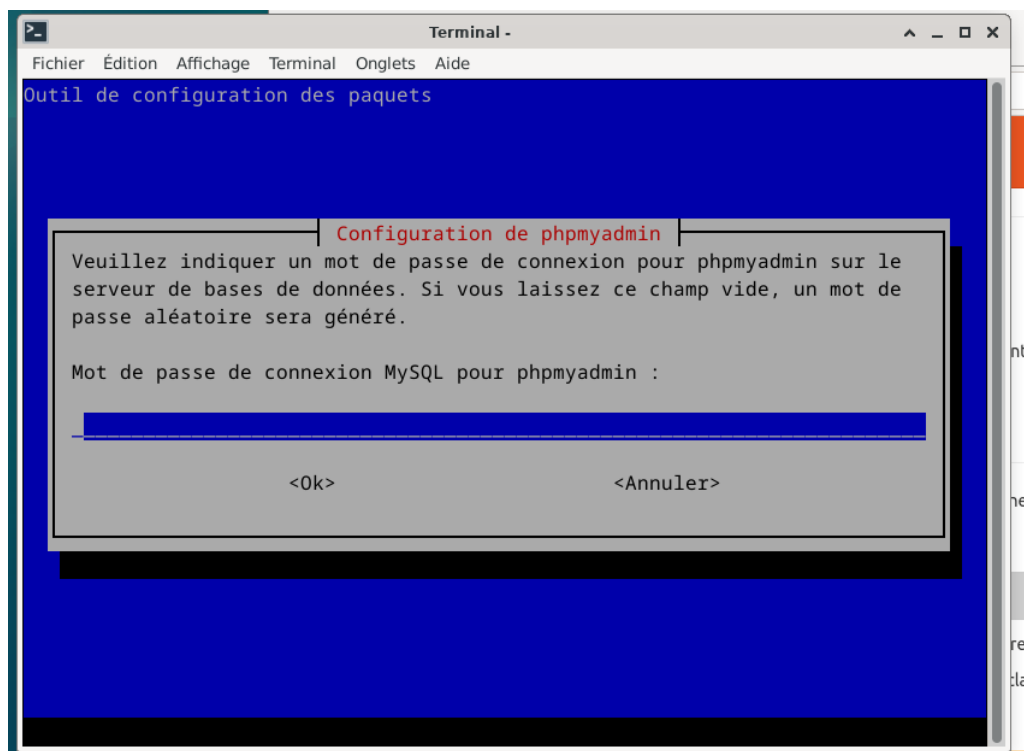 Terminal -
Fichier Édition Affichage Terminal Onglets Aide
Outil de configuration des paquets
Configuration de phpmyadmin
Veuillez indiquer un mot de passe de connexion pour phpmyadmin sur le
serveur de bases de données. Si vous laissez ce champ vide, un mot de
passe aléatoire sera généré.
Mot de passe de connexion MySQL pour phpmyadmin :
<Ok> <Annuler>